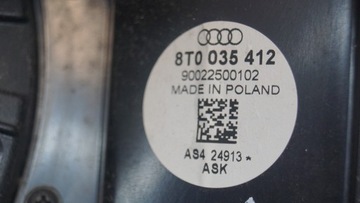 8T0 035 412
90022500102
MADE IN POLAND
AS4 24913 *
ASK